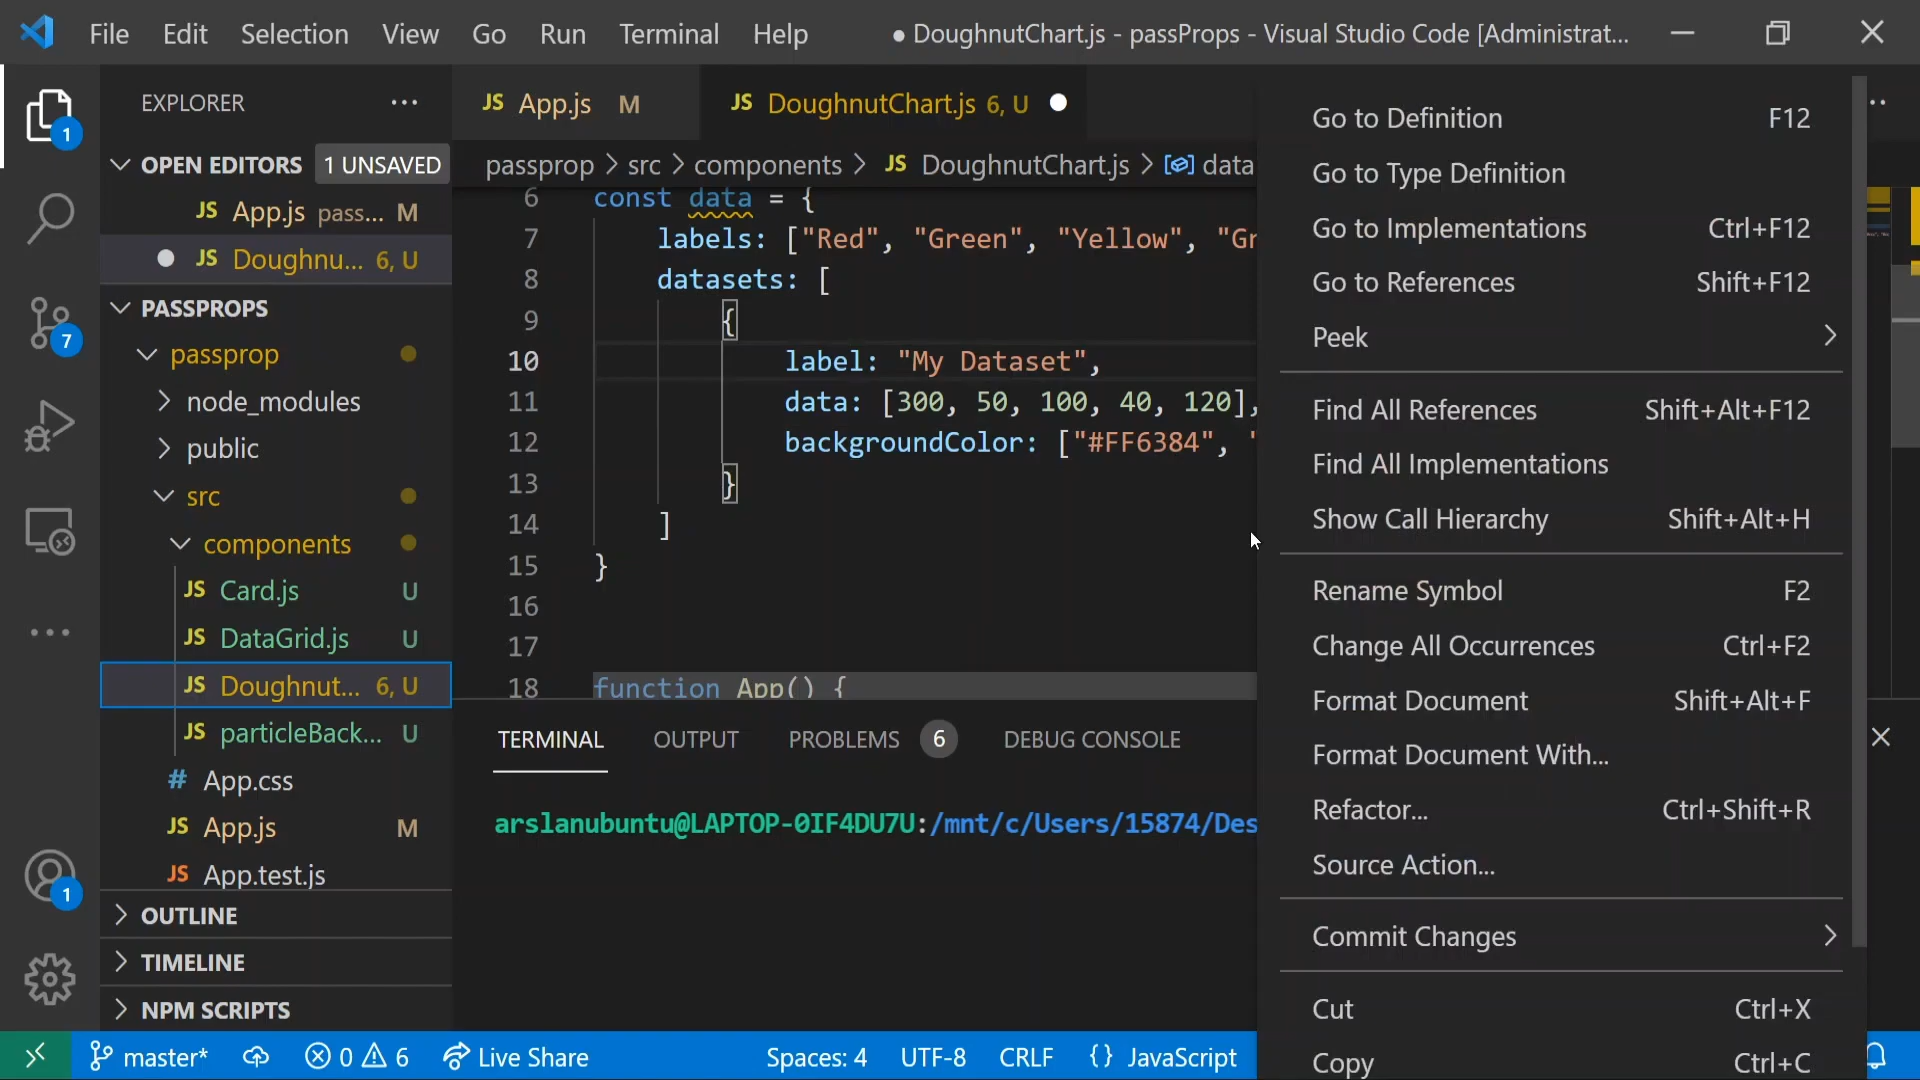 File Edit Selection View Go Run Terminal Help ● DoughnutChart.js - passProps - Visual Studio Code [Administrat...
EXPLORER ...
1
OPEN EDITORS 1 UNSAVED
JS App.js pass... M
JS Doughnu... 6, U
PASSPROPS
passprop
node_modules
public
src
components
JS Card.js U
JS DataGrid.js U
JS Doughnut... 6, U
JS particleBack... U
# App.css
JS App.js M
JS App.test.js
OUTLINE
TIMELINE
NPM SCRIPTS
7
1
JS App.js M JS DoughnutChart.js 6, U
passprop > src > components > JS DoughnutChart.js > data
6 const data = {
7 labels: ["Red", "Green", "Yellow", "Gr
8 datasets: [
9 {
10 label: "My Dataset",
11 data: [300, 50, 100, 40, 120],
12 backgroundColor: ["#FF6384", "
13 }
14 ]
15 }
16
17
18 function App() {
TERMINAL OUTPUT PROBLEMS 6 DEBUG CONSOLE
arslanubuntu@LAPTOP-0IF4DU7U:/mnt/c/Users/15874/Des
Go to Definition F12
Go to Type Definition
Go to Implementations Ctrl+F12
Go to References Shift+F12
Peek
Find All References Shift+Alt+F12
Find All Implementations
Show Call Hierarchy Shift+Alt+H
Rename Symbol F2
Change All Occurrences Ctrl+F2
Format Document Shift+Alt+F
Format Document With...
Refactor... Ctrl+Shift+R
Source Action...
Commit Changes
Cut Ctrl+X
Copy Ctrl+C
master* 0 6 Live Share Spaces: 4 UTF-8 CRLF {} JavaScript